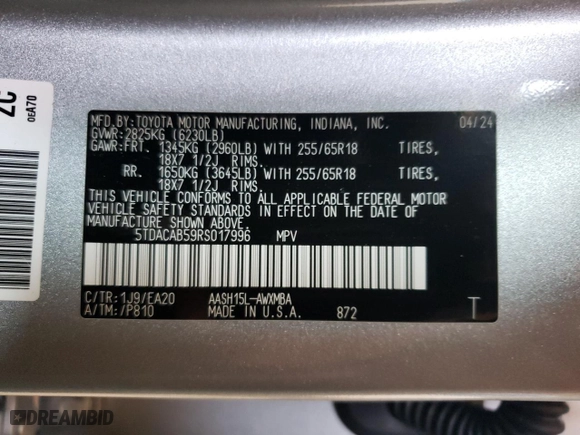 2C
0EA70
MFD.BY:TOYOTA MOTOR MANUFACTURING, INDIANA, INC. 04/24
GVWR:2825KG (6230LB)
GAWR:FRT. 1345KG (2960LB) WITH 255/65R18 TIRES,
18X7 1/2J RIMS.
RR. 1650KG (3645LB) WITH 255/65R18 TIRES,
18X7 1/2J RIMS.
THIS VEHICLE CONFORMS TO ALL APPLICABLE FEDERAL MOTOR
VEHICLE SAFETY STANDARDS IN EFFECT ON THE DATE OF
MANUFACTURE SHOWN ABOVE.
5TDACAB59RS017996 MPV
C/TR:1J9/EA20 AASH15L-AWXMBA
A/TM:/P810 MADE IN U.S.A. 872 T
DREAMBID